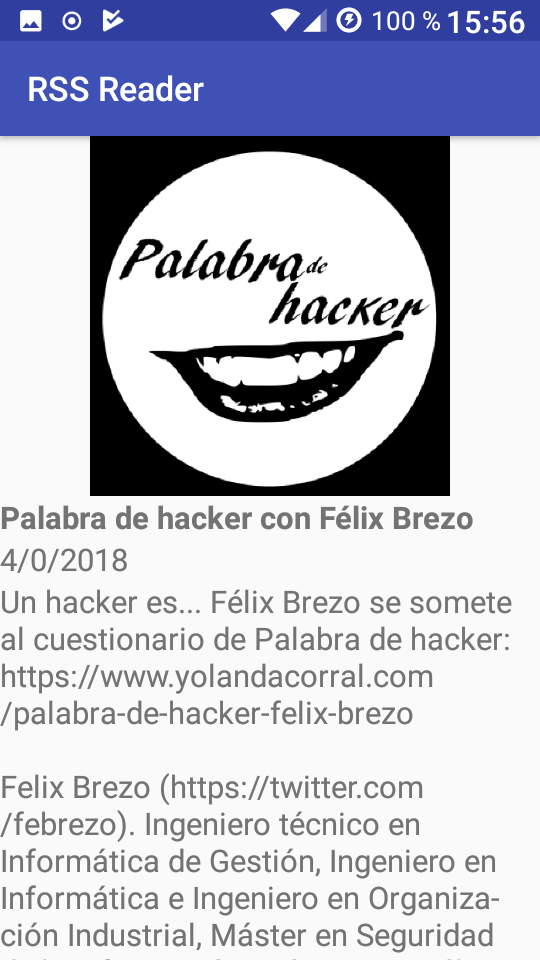 100 % 15:56
RSS Reader
Palabra de
hacker
Palabra de hacker con Félix Brezo
4/0/2018
Un hacker es... Félix Brezo se somete
al cuestionario de Palabra de hacker:
https://www.yolandacorral.com
/palabra-de-hacker-felix-brezo
Felix Brezo (https://twitter.com
/febrezo). Ingeniero técnico en
Informática de Gestión, Ingeniero en
Informática e Ingeniero en Organiza-
ción Industrial, Máster en Seguridad